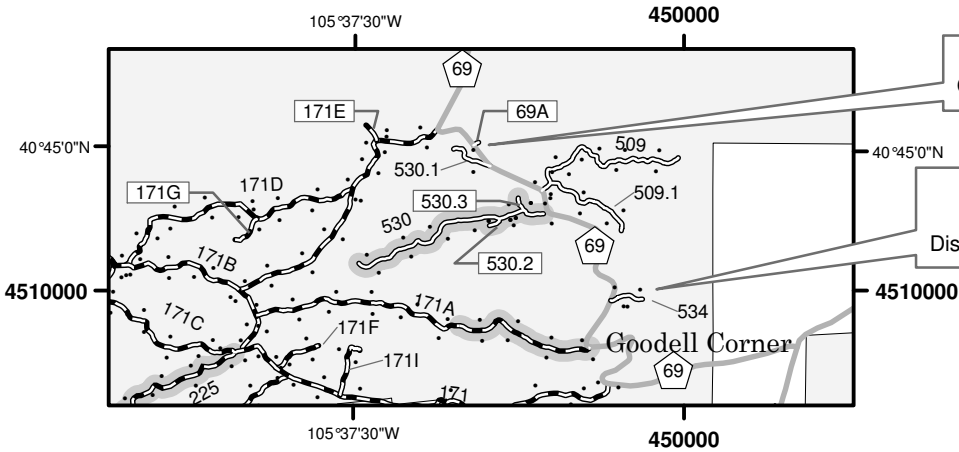 105°37'30"W
450000
69
171E
69A
40°45'0"N
509
40°45'0"N
530.1
171G
171D
509.1
530.3
530
69
171B
530.2
Dis
4510000
171A
4510000
171C
534
171F
Goodell Corner
171I
69
225
171
105°37'30"W
450000